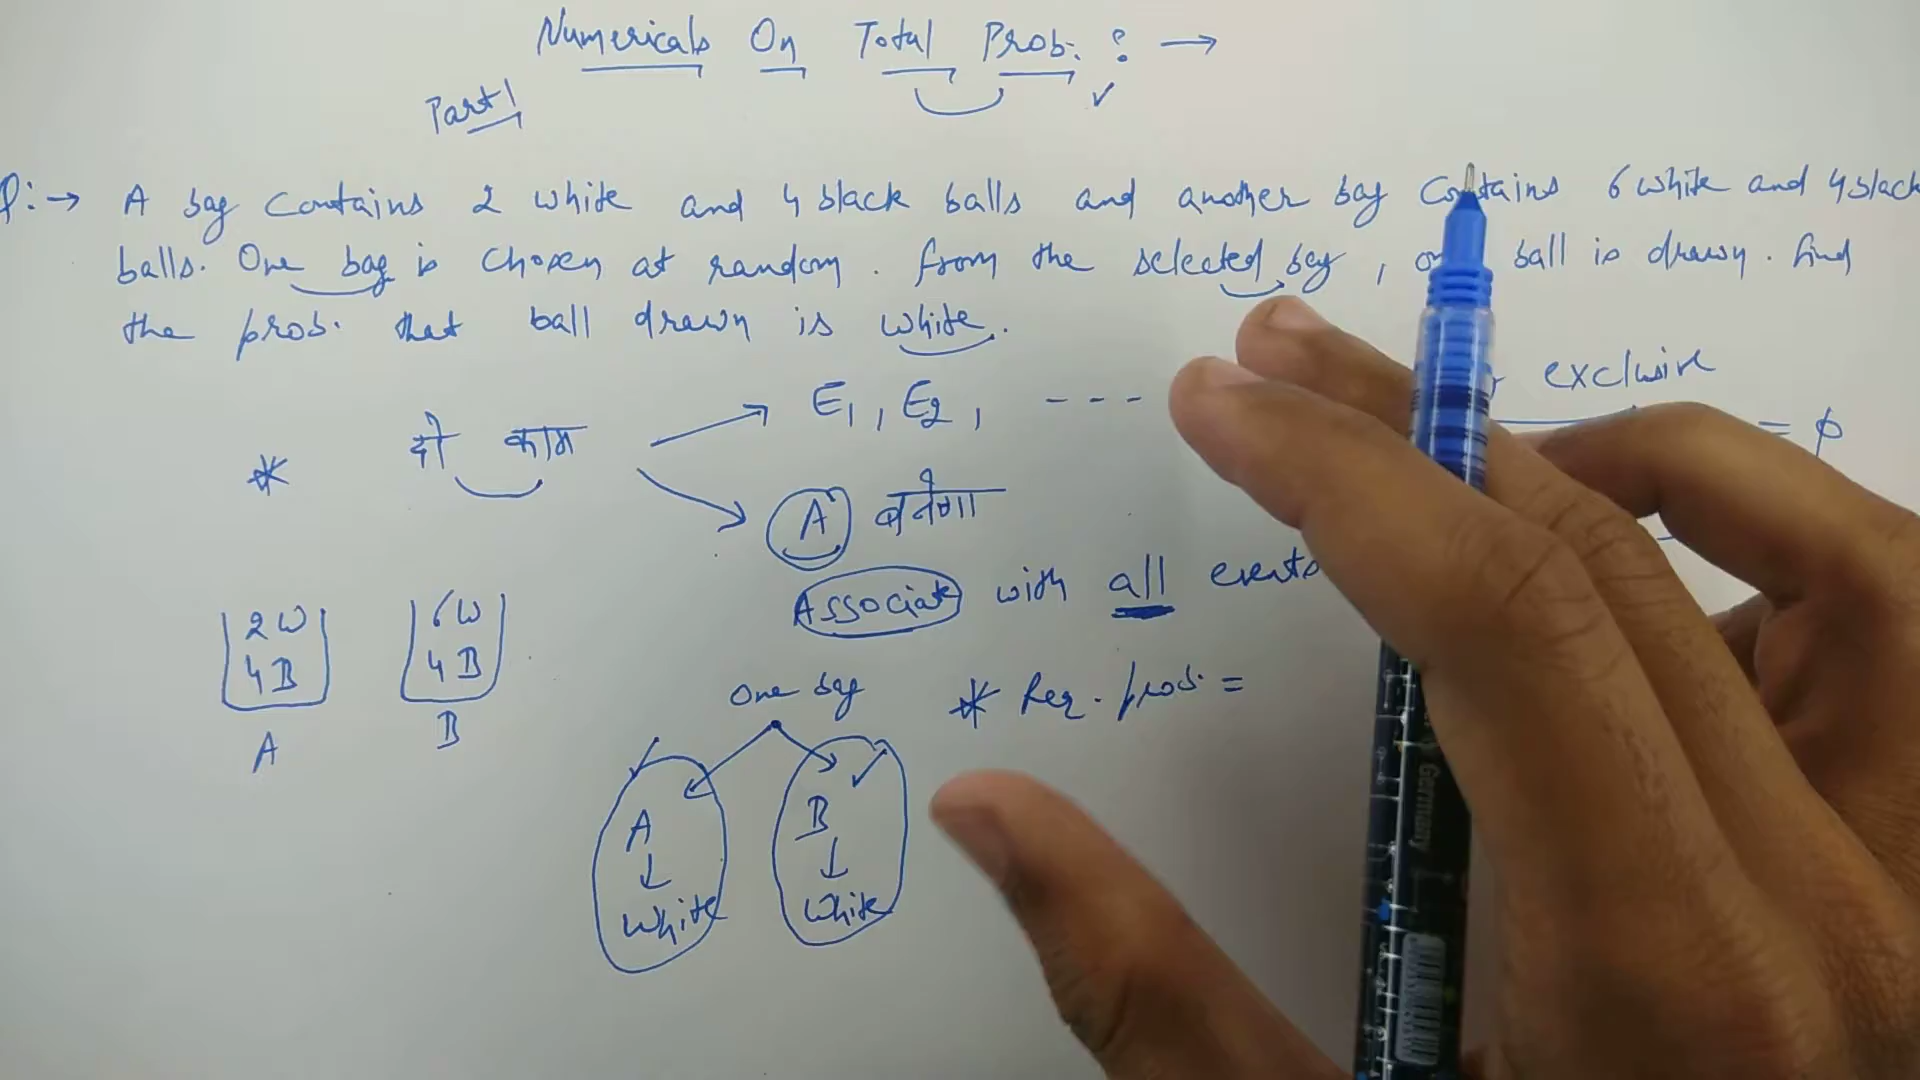 Numericals On Total Prob. : →
Part 1
Q: → A bag contains 2 white and 4 black balls and another bag contains 6 white and 4 black
balls. One bag is chosen at random. from the selected bag, ball is drawn. find
the prob. that ball drawn is white.
exclusive
E1, E2, ---
= φ
* दो काम
A बनेगा
Associate with all events
2W 6W
4B 4B
A B
One bag
* Req. prob. =
A B
↓ ↓
white white
German